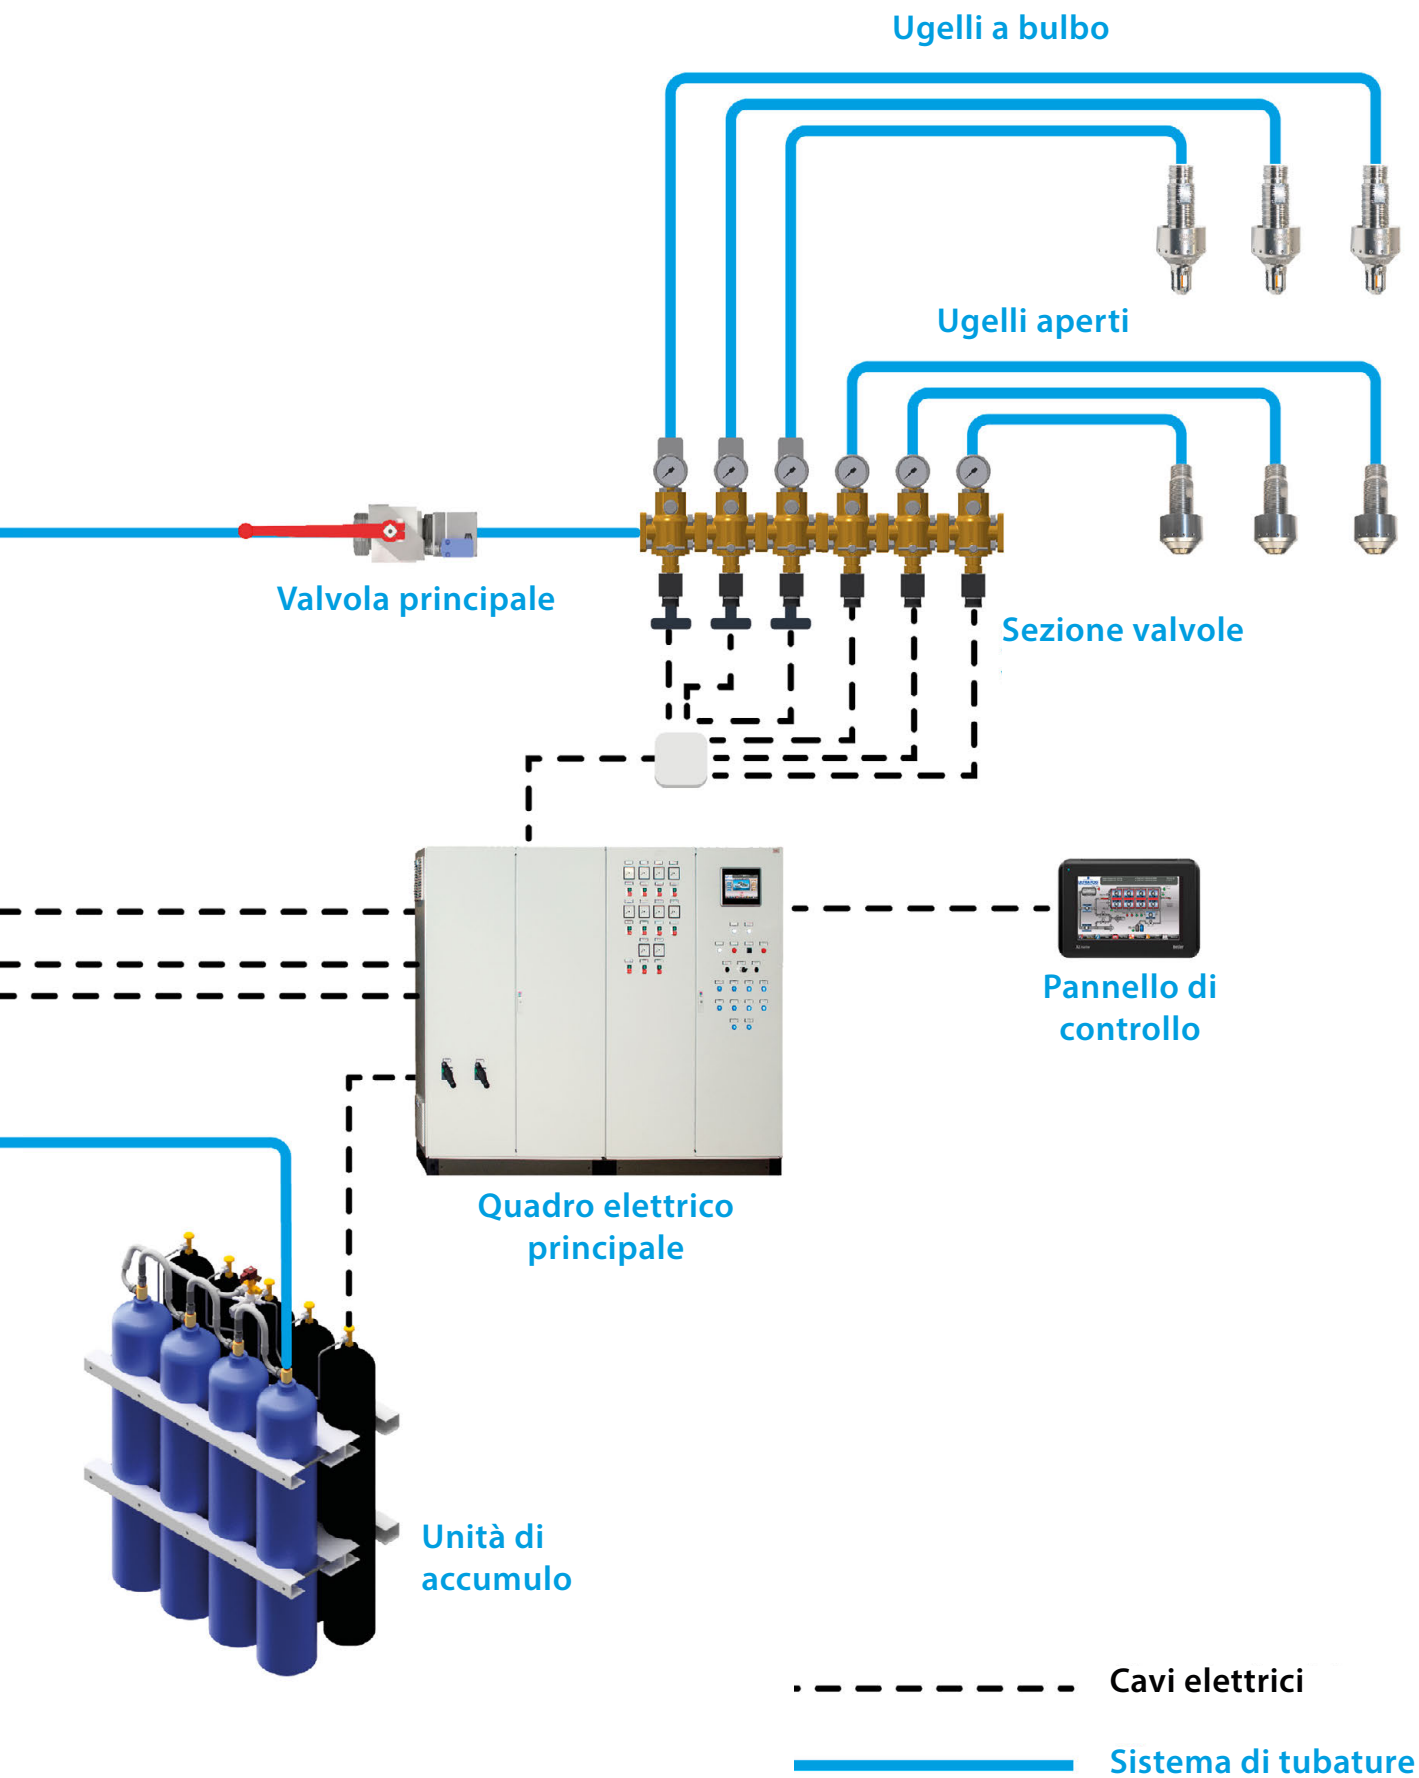 Ugelli a bulbo
Ugelli aperti
Valvola principale
Sezione valvole
Pannello di
controllo
Quadro elettrico
principale
Unità di
accumulo
Cavi elettrici
Sistema di tubature